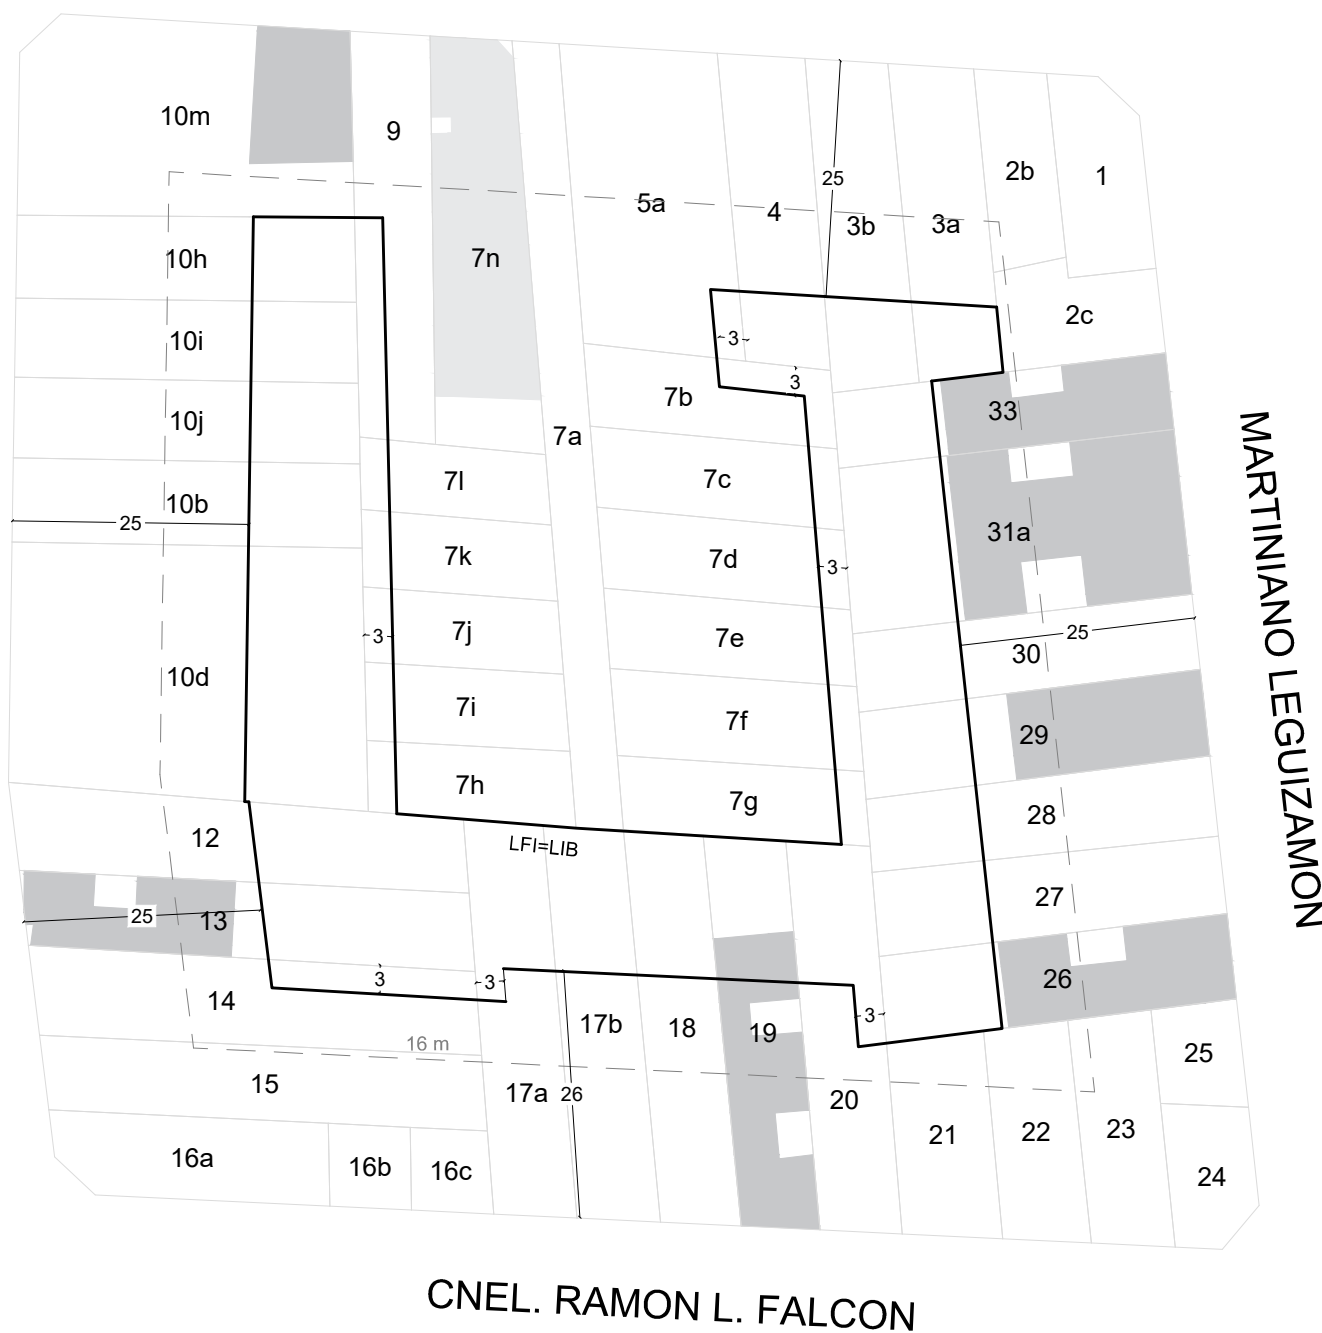 10m
9
25
2b
1
5a
4
3b
3a
10h
7n
2c
10i
3
3
7b
33
10j
7a
7l
7c
10b
25
31a
7k
7d
3
7j
3
7e
25
30
10d
7i
7f
29
7h
7g
28
12
LFI=LIB
27
13
25
3
3
26
14
17b
18
19
3
16 m
25
15
17a
26
20
21
22
23
16a
16b
16c
24
MARTINIANO LEGUIZAMON
CNEL. RAMON L. FALCON